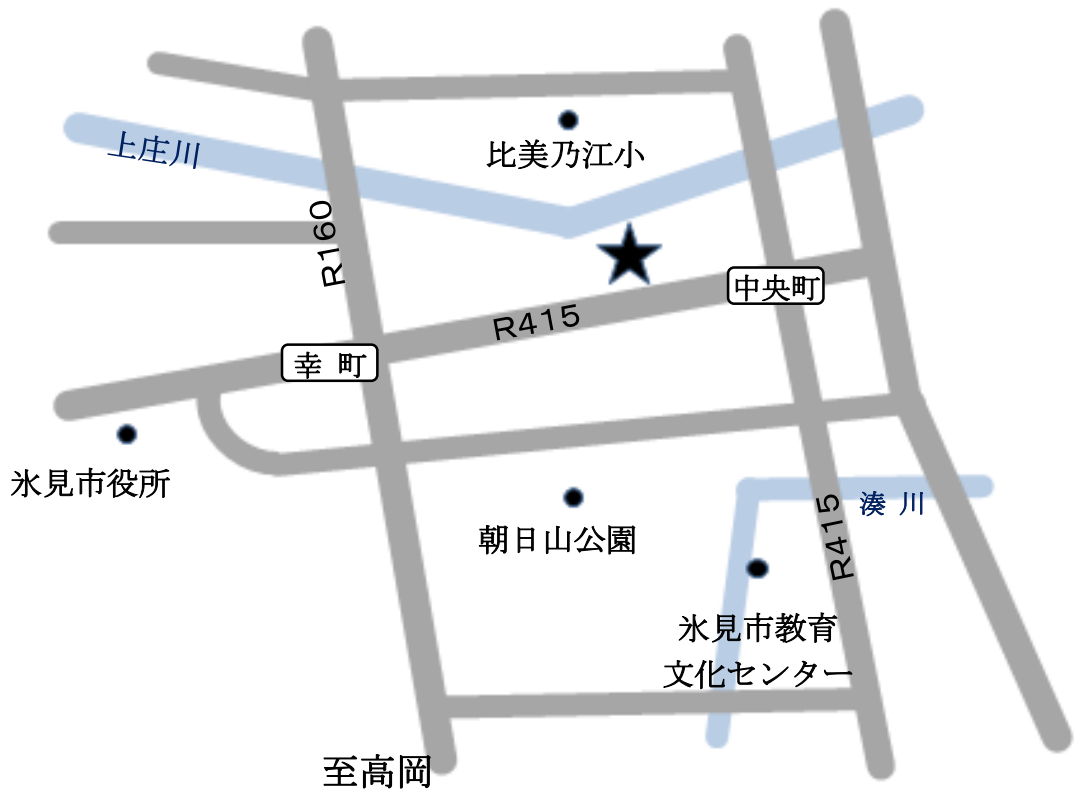 上庄川
比美乃江小
R160
中央町
R415
幸 町
氷見市役所
朝日山公園
湊 川
R415
氷見市教育
文化センター
至高岡